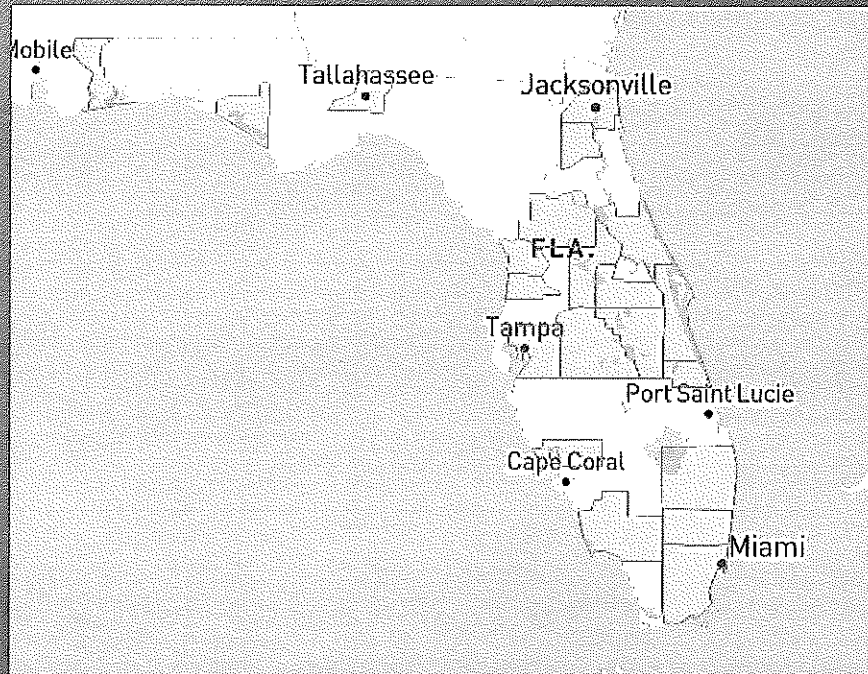 Mobile
Tallahassee
Jacksonville
FLA.
Tampa
Port Saint Lucie
Cape Coral
Miami